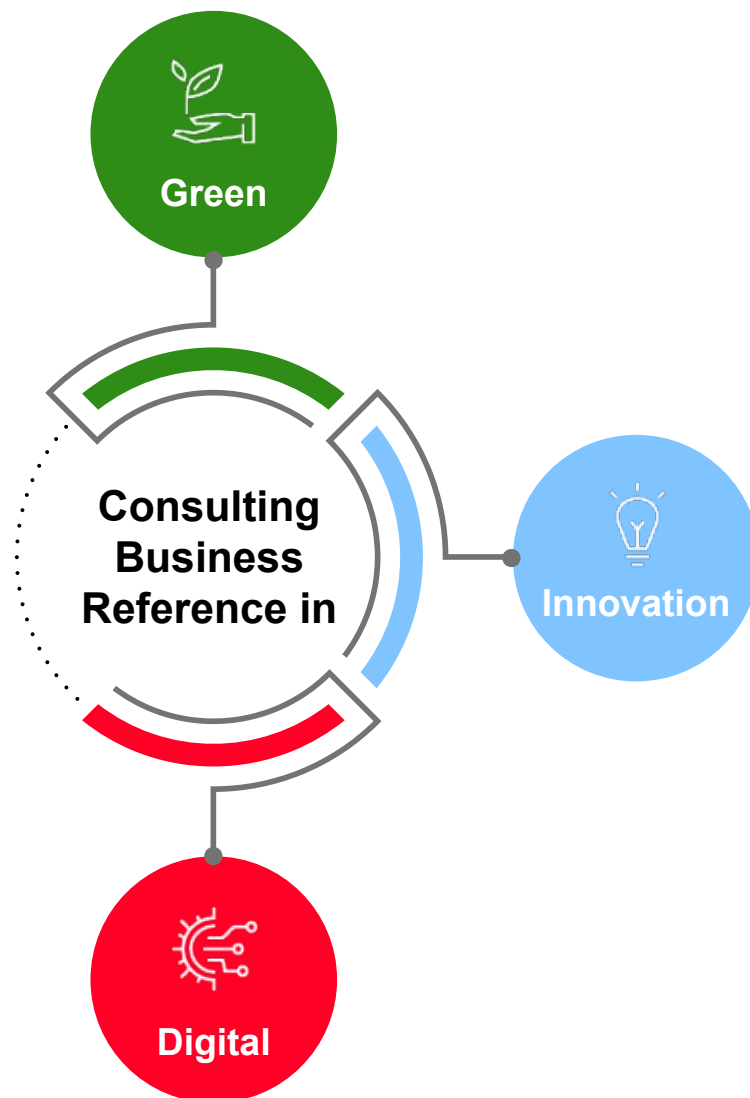 Green
Consulting
Business
Reference in
Innovation
Digital